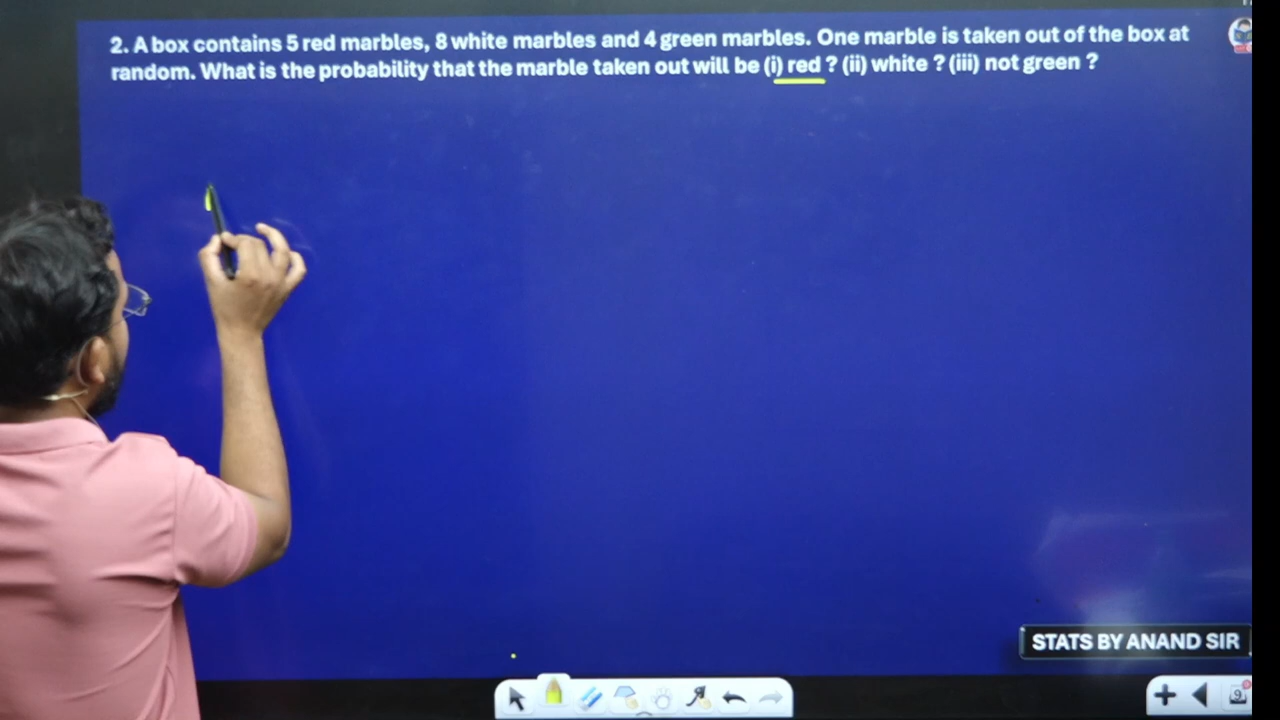 2. A box contains 5 red marbles, 8 white marbles and 4 green marbles. One marble is taken out of the box at
random. What is the probability that the marble taken out will be (i) red ? (ii) white ? (iii) not green ?
STATS BY ANAND SIR